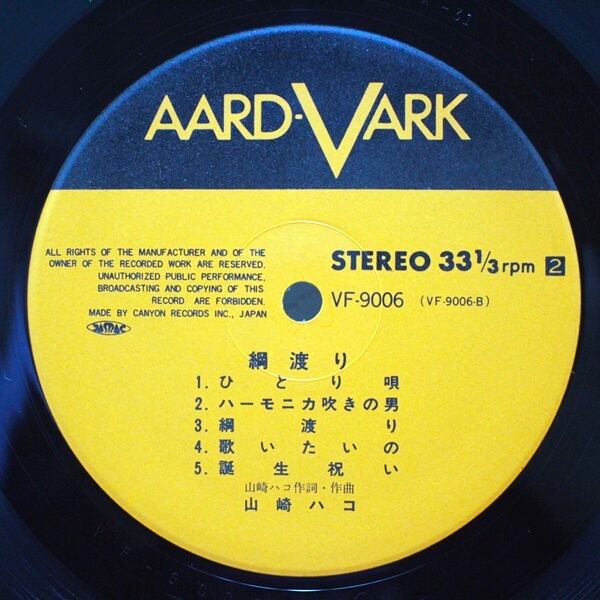 AARD-VARK
ALL RIGHTS OF THE MANUFACTURER AND OF THE
OWNER OF THE RECORDED WORK ARE RESERVED.
UNAUTHORIZED PUBLIC PERFORMANCE,
BROADCASTING AND COPYING OF THIS
RECORD ARE FORBIDDEN.
MADE BY CANYON RECORDS INC., JAPAN
JASRAC
STEREO 33 1/3 rpm 2
VF-9006 (VF-9006-B)
綱渡り
1. ひとり唄
2. ハーモニカ吹きの男
3. 綱渡り
4. 歌いたいの
5. 誕生祝い
山崎ハコ作詞・作曲
山崎ハコ